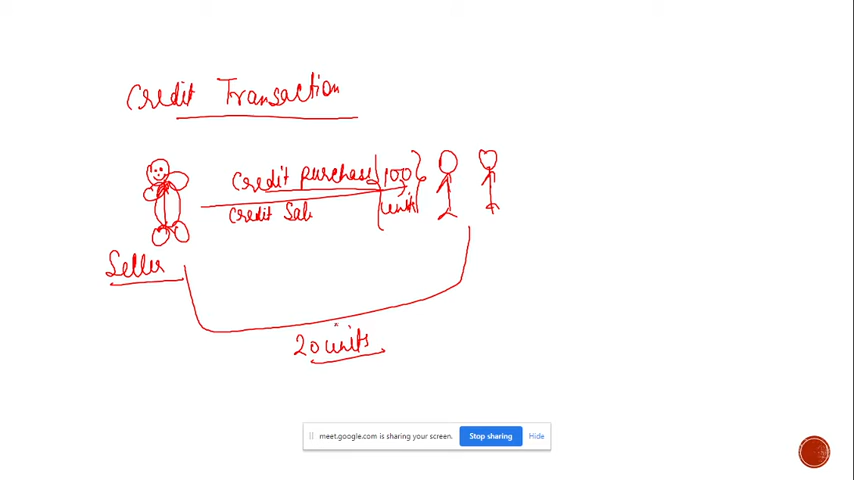 Credit Transaction
Credit purchase 100
Credit Sale units
Seller
20 units
meet.google.com is sharing your screen. Stop sharing Hide